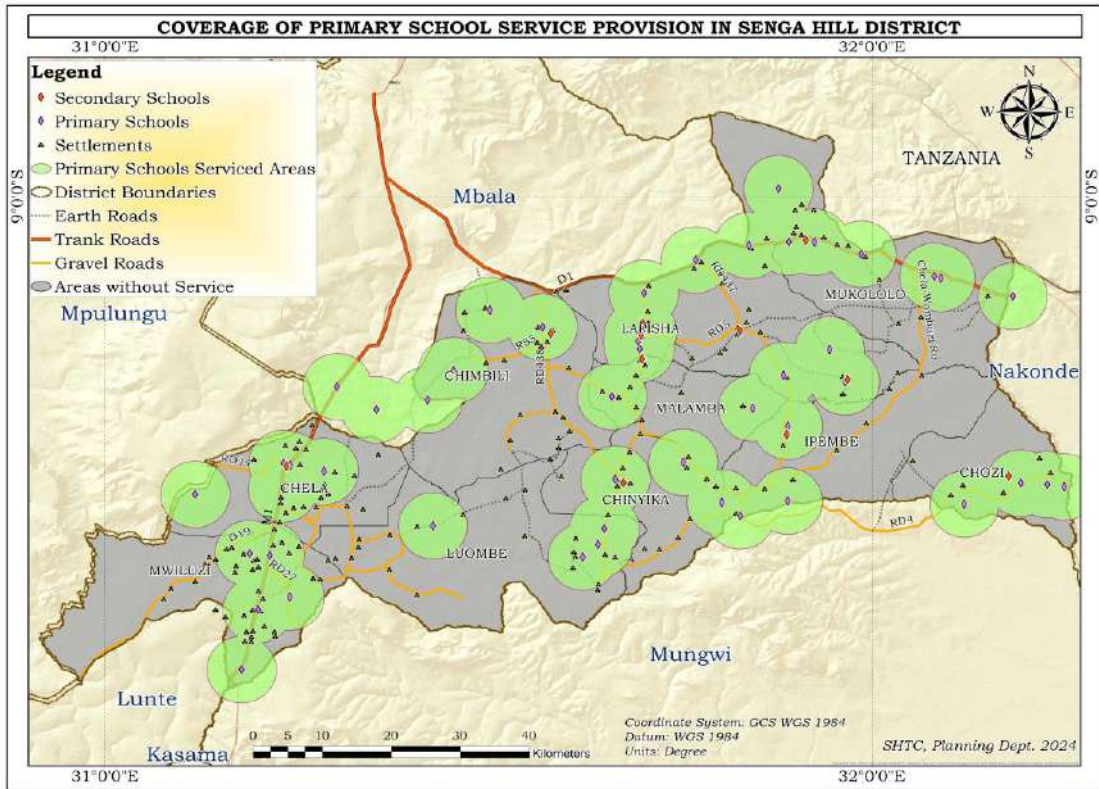 COVERAGE OF PRIMARY SCHOOL SERVICE PROVISION IN SENGA HILL DISTRICT
31°0'0"E
32°0'0"E
Legend
Secondary Schools
Primary Schools
Settlements
Primary Schools Serviced Areas
District Boundaries
Earth Roads
Trank Roads
Gravel Roads
Areas without Service
N
W
E
S
TANZANIA
9°0'0"S
9°0'0"S
Mbala
Mpulungu
D1
MUKOLOLO
LAPISHA
CHIMBILI
RD438
Nakonde
MALAMBA
IPEMBE
CHELA
CHINYIKA
CHOZI
M1
D19
RD4
LUOMBE
RD27
Mungwi
Lunte
Kasama
0 5 10 20 30 40
Kilometers
Coordinate System: GCS WGS 1984
Datum: WGS 1984
Units: Degree
SHTC, Planning Dept. 2024
31°0'0"E
32°0'0"E